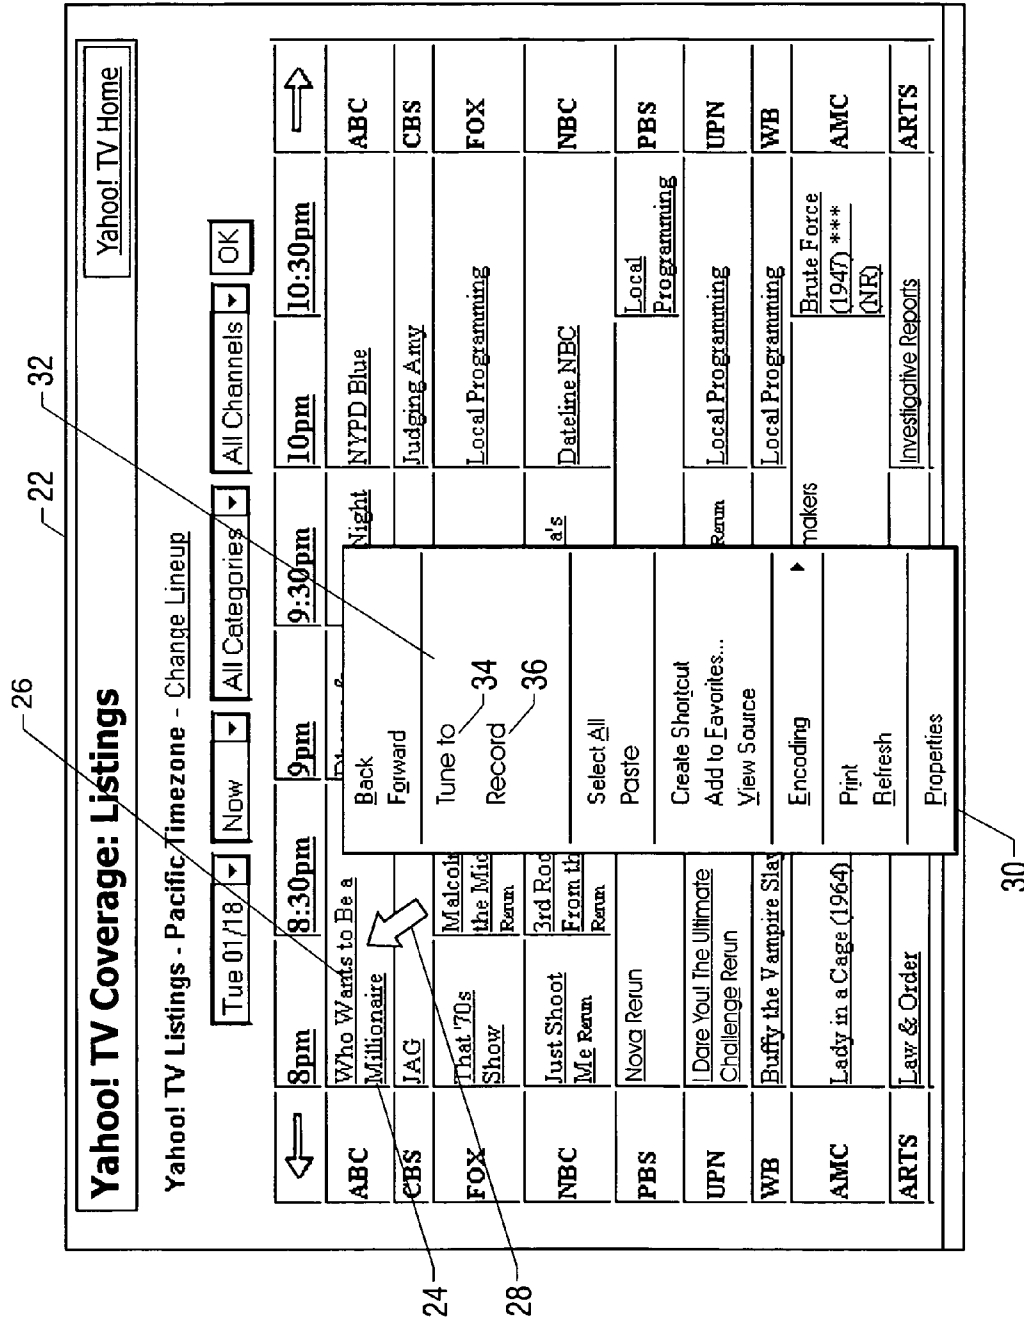 22
26
32
Yahoo! TV Coverage: Listings
Yahoo! TV Home
Yahoo! TV Listings - Pacific Timezone - Change Lineup
Tue 01/18 Now All Categories All Channels OK
8pm 8:30pm 9pm 9:30pm 10pm 10:30pm
ABC Who Wants to Be a Millionaire Night NYPD Blue ABC
CBS JAG Judging Amy CBS
FOX That '70s Show the Mid Rerun Local Programming FOX
NBC Just Shoot Me Rerun 3rd Roc From th Rerun a's Dateline NBC NBC
PBS Nova Rerun Local Programming PBS
UPN I Dare You! The Ultimate Challenge Rerun Rerun Local Programming UPN
WB Buffy the Vampire Slay Local Programming WB
AMC Lady in a Cage (1964) makers Brute Force (1947) *** (NR) AMC
ARTS Law & Order Investigative Reports ARTS
Back
Forward
Tune to 34
Record 36
Select All
Paste
Create Shortcut
Add to Favorites...
View Source
Encoding
Print
Refresh
Properties
24
28
30